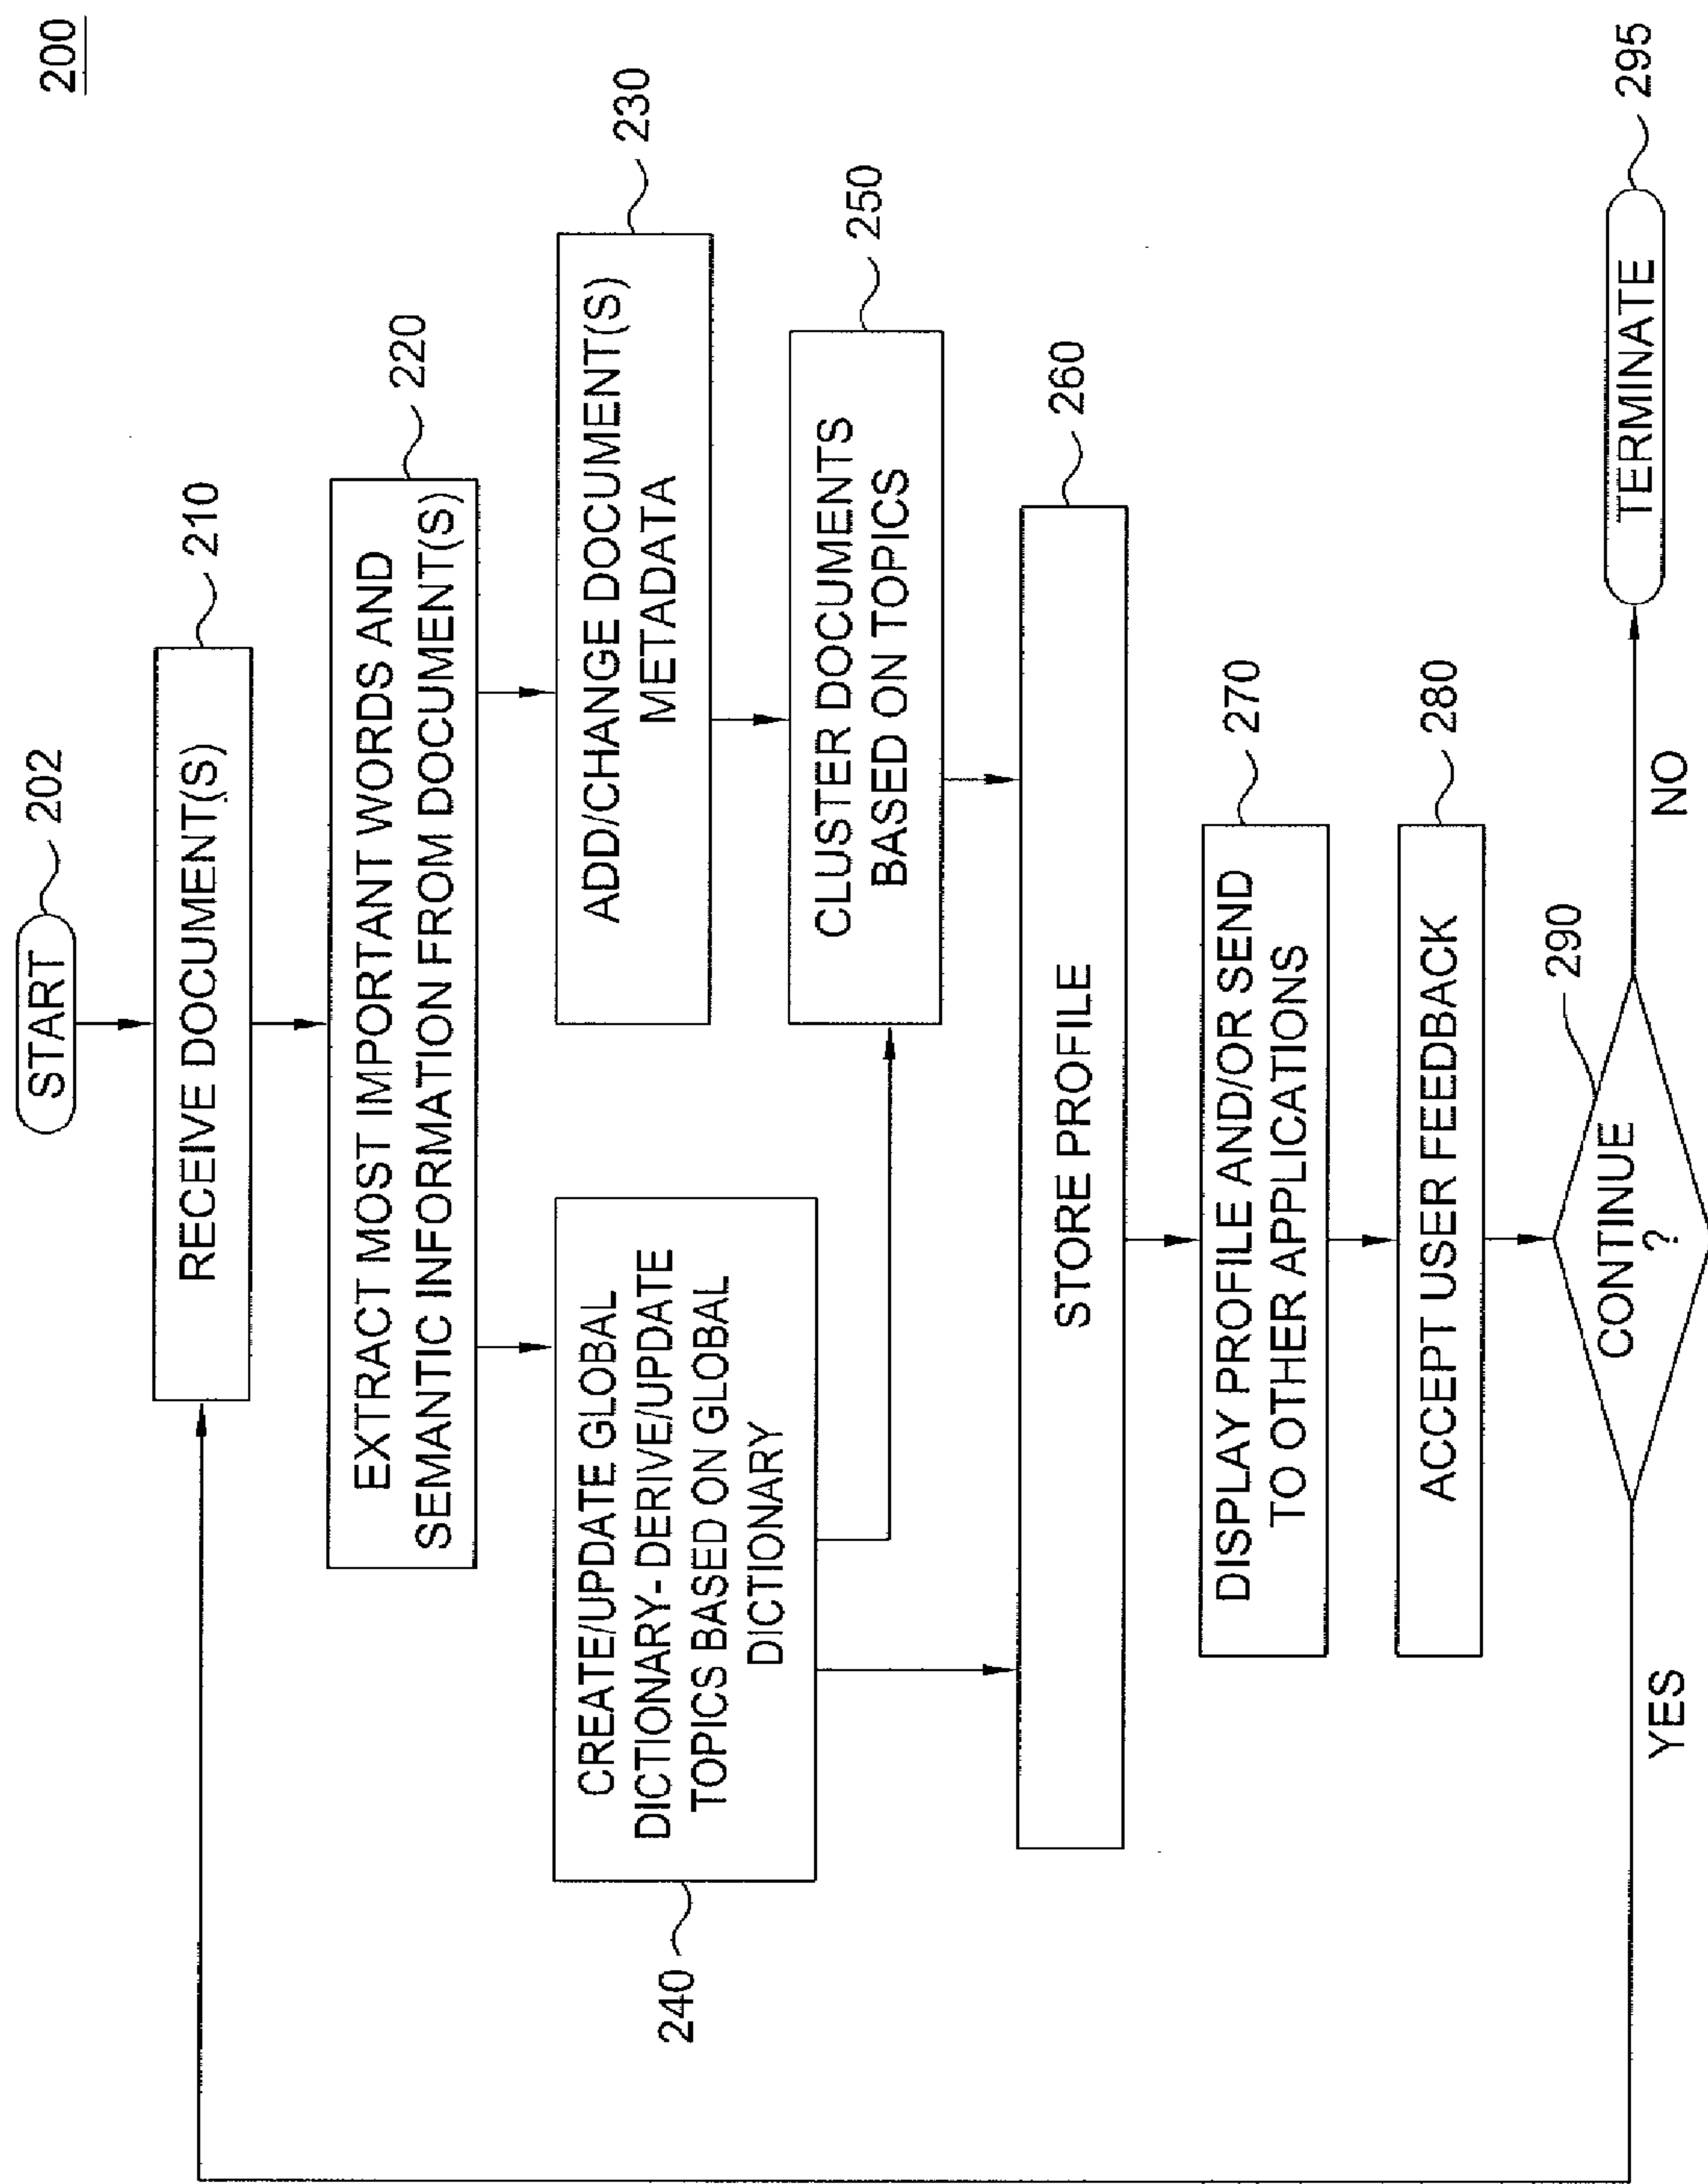 200
START
202
RECEIVE DOCUMENT(S)
210
EXTRACT MOST IMPORTANT WORDS AND
SEMANTIC INFORMATION FROM DOCUMENT(S)
220
CREATE/UPDATE GLOBAL
DICTIONARY- DERIVE/UPDATE
TOPICS BASED ON GLOBAL
DICTIONARY
240
ADD/CHANGE DOCUMENT(S)
METADATA
230
CLUSTER DOCUMENTS
BASED ON TOPICS
250
STORE PROFILE
260
DISPLAY PROFILE AND/OR SEND
TO OTHER APPLICATIONS
270
ACCEPT USER FEEDBACK
280
CONTINUE
?
290
YES
NO
TERMINATE
295